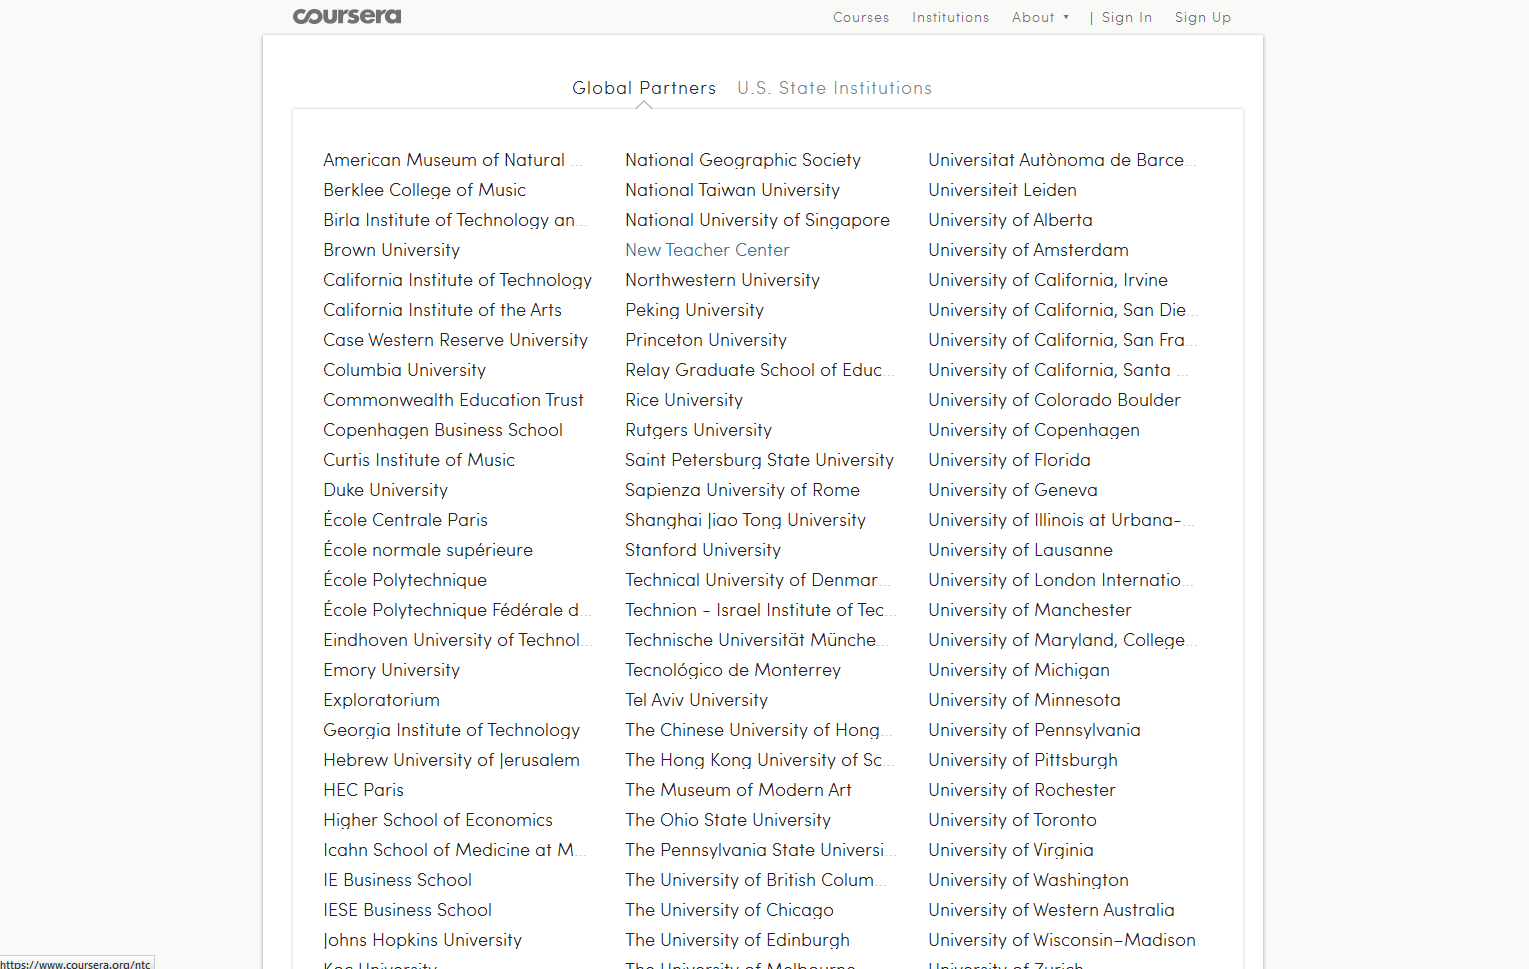 coursera
Courses Institutions About ▾ | Sign In Sign Up
Global Partners U.S. State Institutions
American Museum of Natural ...
Berklee College of Music
Birla Institute of Technology an...
Brown University
California Institute of Technology
California Institute of the Arts
Case Western Reserve University
Columbia University
Commonwealth Education Trust
Copenhagen Business School
Curtis Institute of Music
Duke University
École Centrale Paris
École normale supérieure
École Polytechnique
École Polytechnique Fédérale d...
Eindhoven University of Technol...
Emory University
Exploratorium
Georgia Institute of Technology
Hebrew University of Jerusalem
HEC Paris
Higher School of Economics
Icahn School of Medicine at M...
IE Business School
IESE Business School
Johns Hopkins University
Koç University
National Geographic Society
National Taiwan University
National University of Singapore
New Teacher Center
Northwestern University
Peking University
Princeton University
Relay Graduate School of Educ...
Rice University
Rutgers University
Saint Petersburg State University
Sapienza University of Rome
Shanghai Jiao Tong University
Stanford University
Technical University of Denmar...
Technion - Israel Institute of Tec...
Technische Universität Münche...
Tecnológico de Monterrey
Tel Aviv University
The Chinese University of Hong...
The Hong Kong University of Sc...
The Museum of Modern Art
The Ohio State University
The Pennsylvania State Universi...
The University of British Colum...
The University of Chicago
The University of Edinburgh
The University of Melbourne
Universitat Autònoma de Barce...
Universiteit Leiden
University of Alberta
University of Amsterdam
University of California, Irvine
University of California, San Die...
University of California, San Fra...
University of California, Santa ...
University of Colorado Boulder
University of Copenhagen
University of Florida
University of Geneva
University of Illinois at Urbana-...
University of Lausanne
University of London Internatio...
University of Manchester
University of Maryland, College...
University of Michigan
University of Minnesota
University of Pennsylvania
University of Pittsburgh
University of Rochester
University of Toronto
University of Virginia
University of Washington
University of Western Australia
University of Wisconsin–Madison
University of Zurich
https://www.coursera.org/ntc